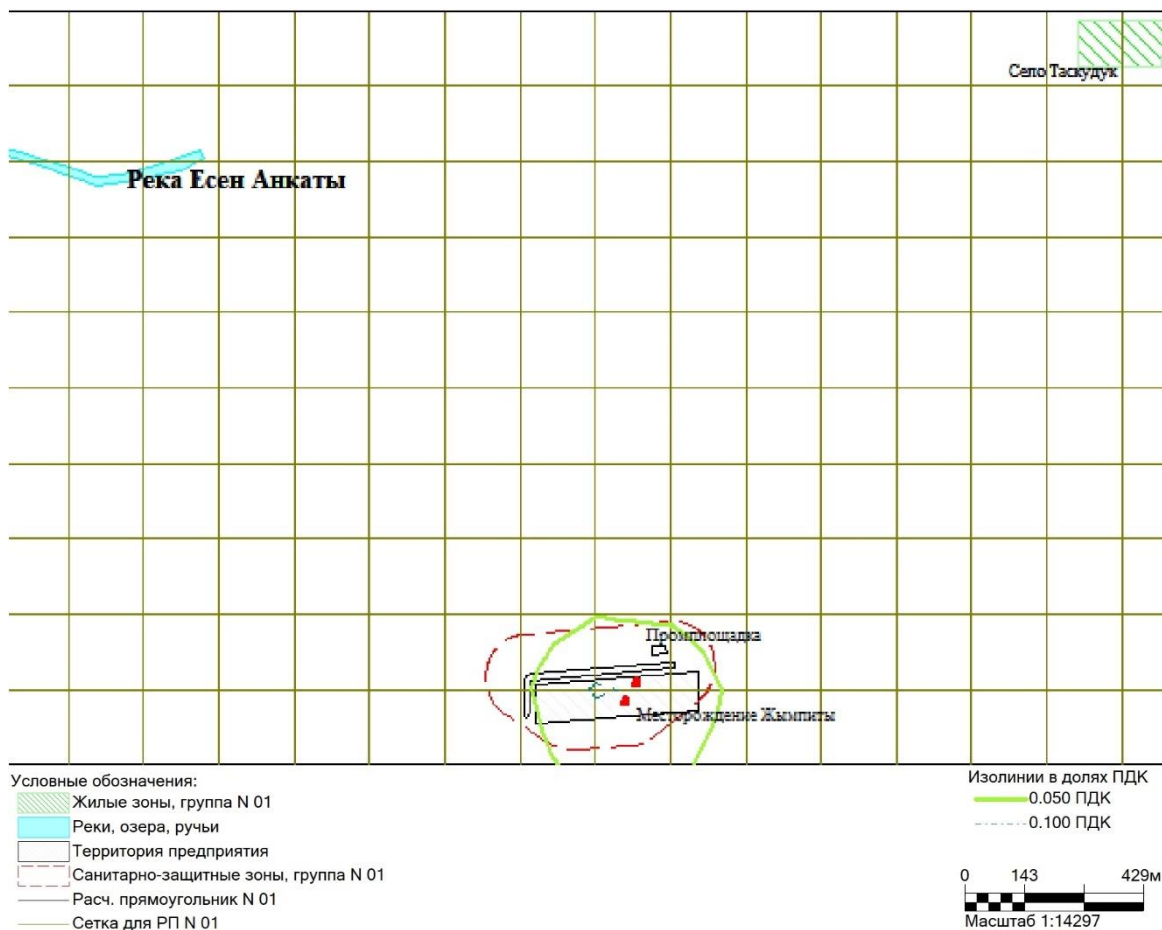 Село Таскудук
Река Есен Анкаты
Промплощадка
Месторождение Жымпиты
Условные обозначения:
Жилые зоны, группа N 01
Реки, озера, ручьи
Территория предприятия
Санитарно-защитные зоны, группа N 01
Расч. прямоугольник N 01
Сетка для РП N 01
Изолинии в долях ПДК
0.050 ПДК
0.100 ПДК
0 143 429м
Масштаб 1:14297